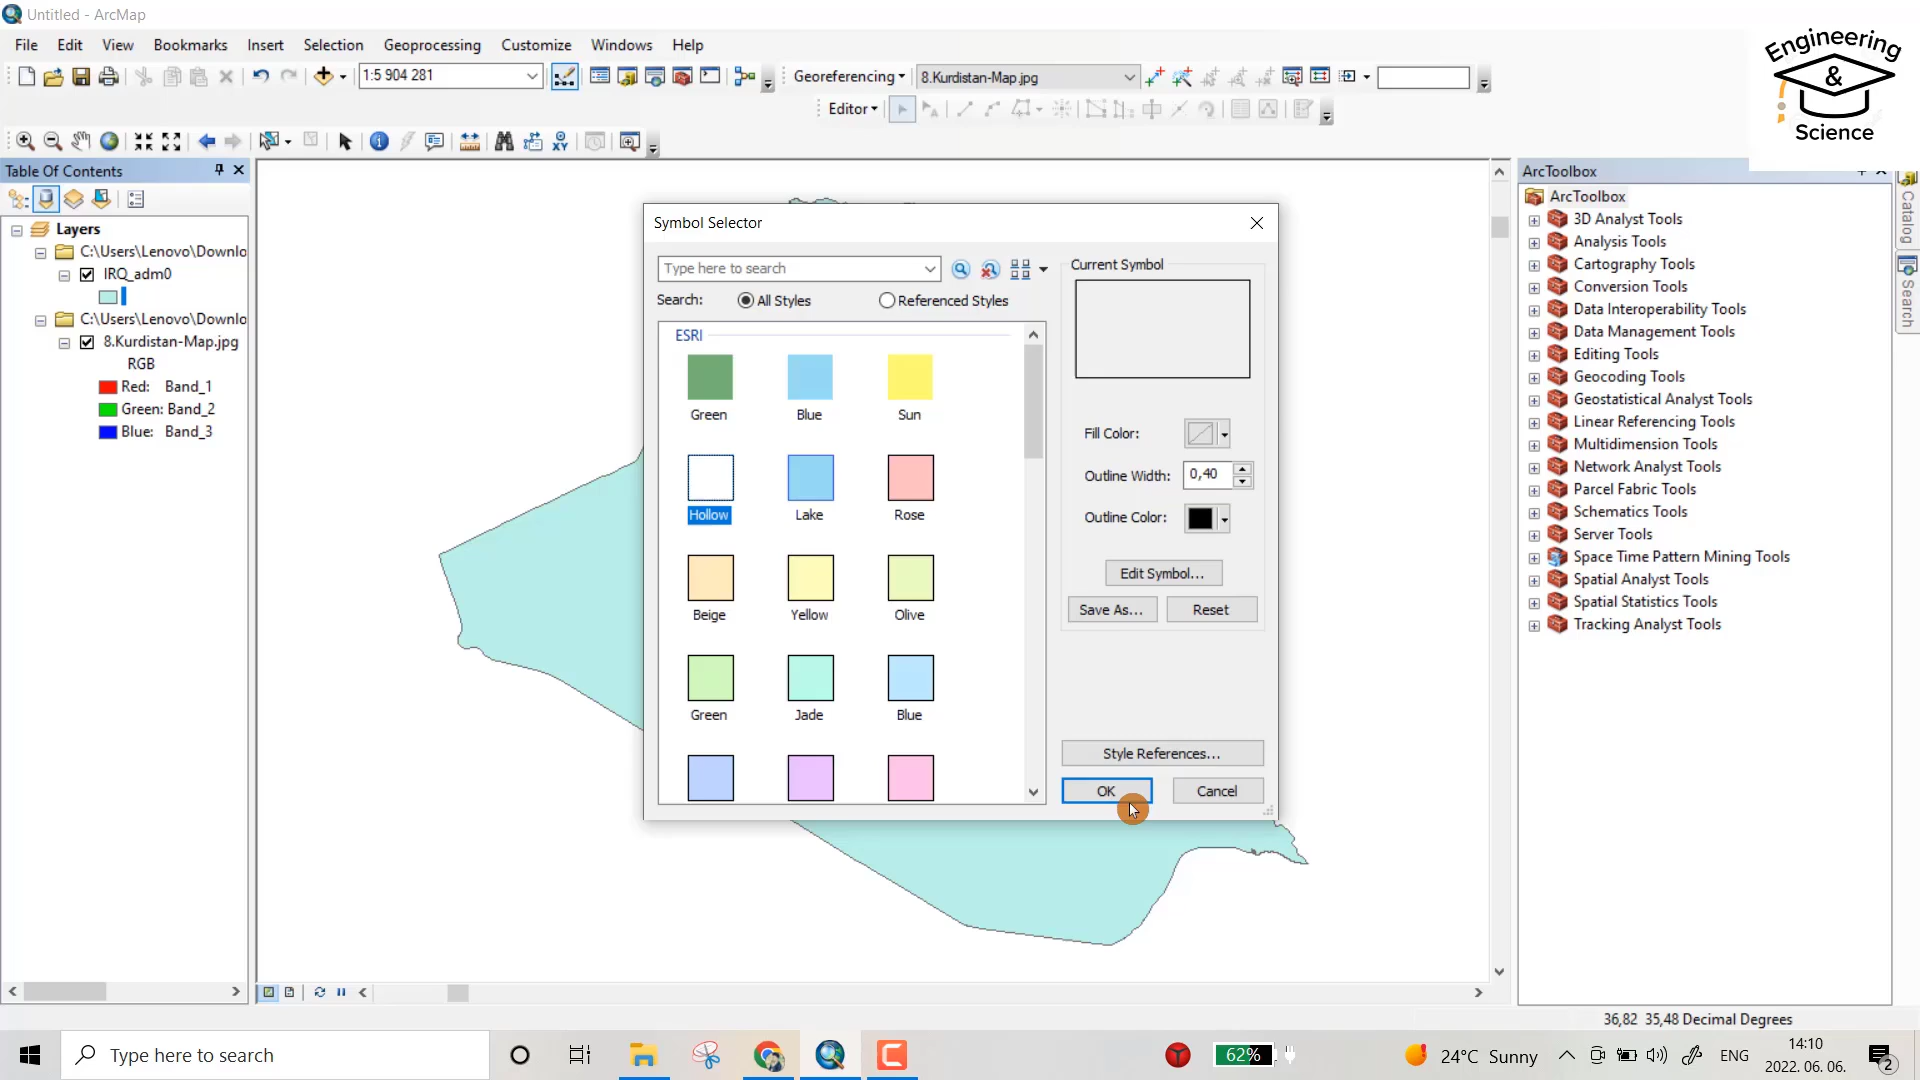 Untitled - ArcMap
File Edit View Bookmarks Insert Selection Geoprocessing Customize Windows Help
1:5 904 281
Georeferencing
8.Kurdistan-Map.jpg
Editor
Engineering
&
Science
Table Of Contents
Layers
C:\Users\Lenovo\Downlo
IRQ_adm0
C:\Users\Lenovo\Downlo
8.Kurdistan-Map.jpg
RGB
Red: Band_1
Green: Band_2
Blue: Band_3
Symbol Selector
Type here to search
Search: All Styles Referenced Styles
ESRI
Green Blue Sun
Hollow Lake Rose
Beige Yellow Olive
Green Jade Blue
Current Symbol
Fill Color:
Outline Width: 0,40
Outline Color:
Edit Symbol...
Save As... Reset
Style References...
OK Cancel
ArcToolbox
ArcToolbox
3D Analyst Tools
Analysis Tools
Cartography Tools
Conversion Tools
Data Interoperability Tools
Data Management Tools
Editing Tools
Geocoding Tools
Geostatistical Analyst Tools
Linear Referencing Tools
Multidimension Tools
Network Analyst Tools
Parcel Fabric Tools
Schematics Tools
Server Tools
Space Time Pattern Mining Tools
Spatial Analyst Tools
Spatial Statistics Tools
Tracking Analyst Tools
Catalog
Search
36,82 35,48 Decimal Degrees
Type here to search
62%
24°C Sunny
ENG
14:10
2022. 06. 06.
2